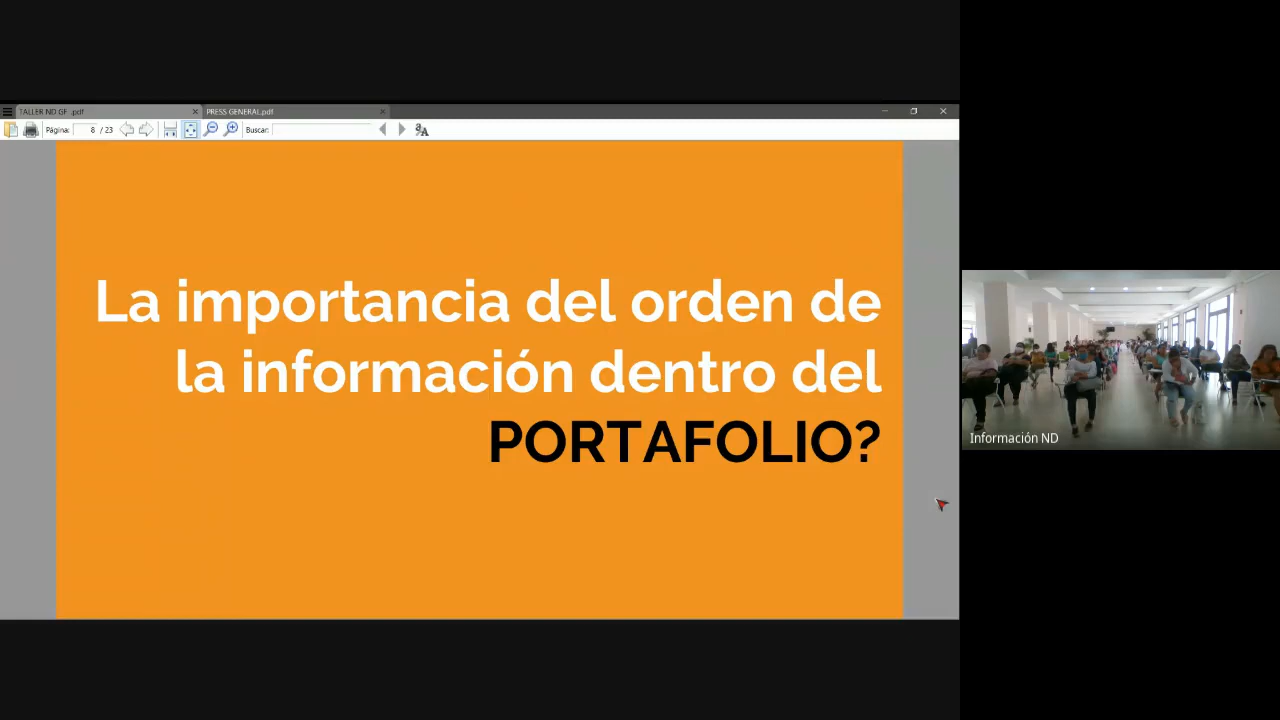 TALLER ND GF .pdf
PRESS GENERAL.pdf
Página: 8 / 23
Buscar:
La importancia del orden de
la información dentro del
PORTAFOLIO?
Información ND